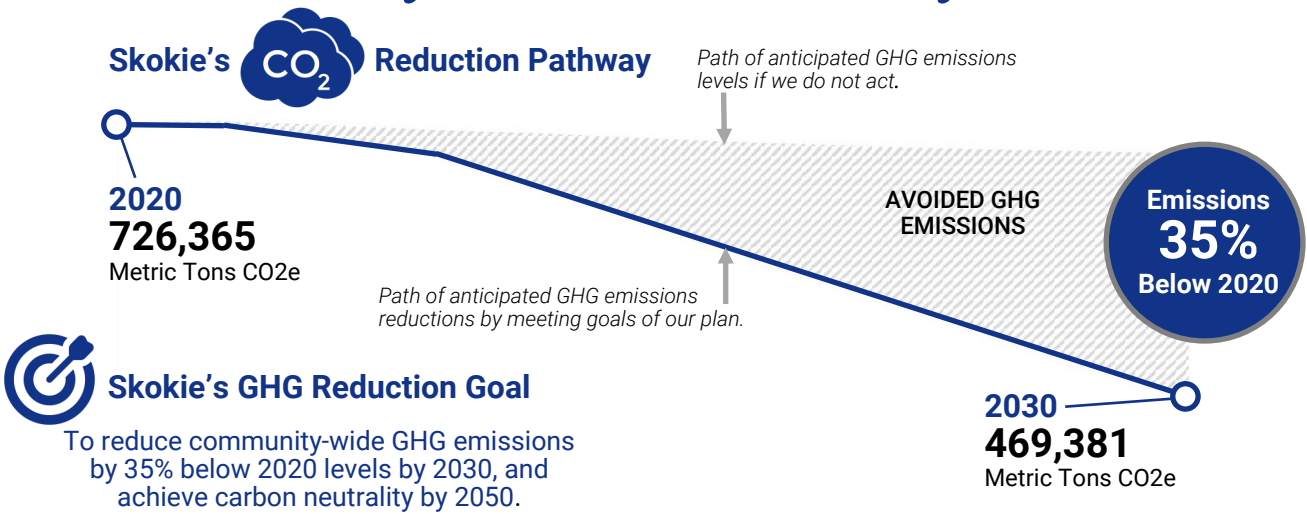 Skokie's CO2 Reduction Pathway
Path of anticipated GHG emissions
levels if we do not act.
2020
726,365
Metric Tons CO2e
AVOIDED GHG
EMISSIONS
Emissions
35%
Below 2020
Path of anticipated GHG emissions
reductions by meeting goals of our plan.
Skokie's GHG Reduction Goal
To reduce community-wide GHG emissions
by 35% below 2020 levels by 2030, and
achieve carbon neutrality by 2050.
2030
469,381
Metric Tons CO2e